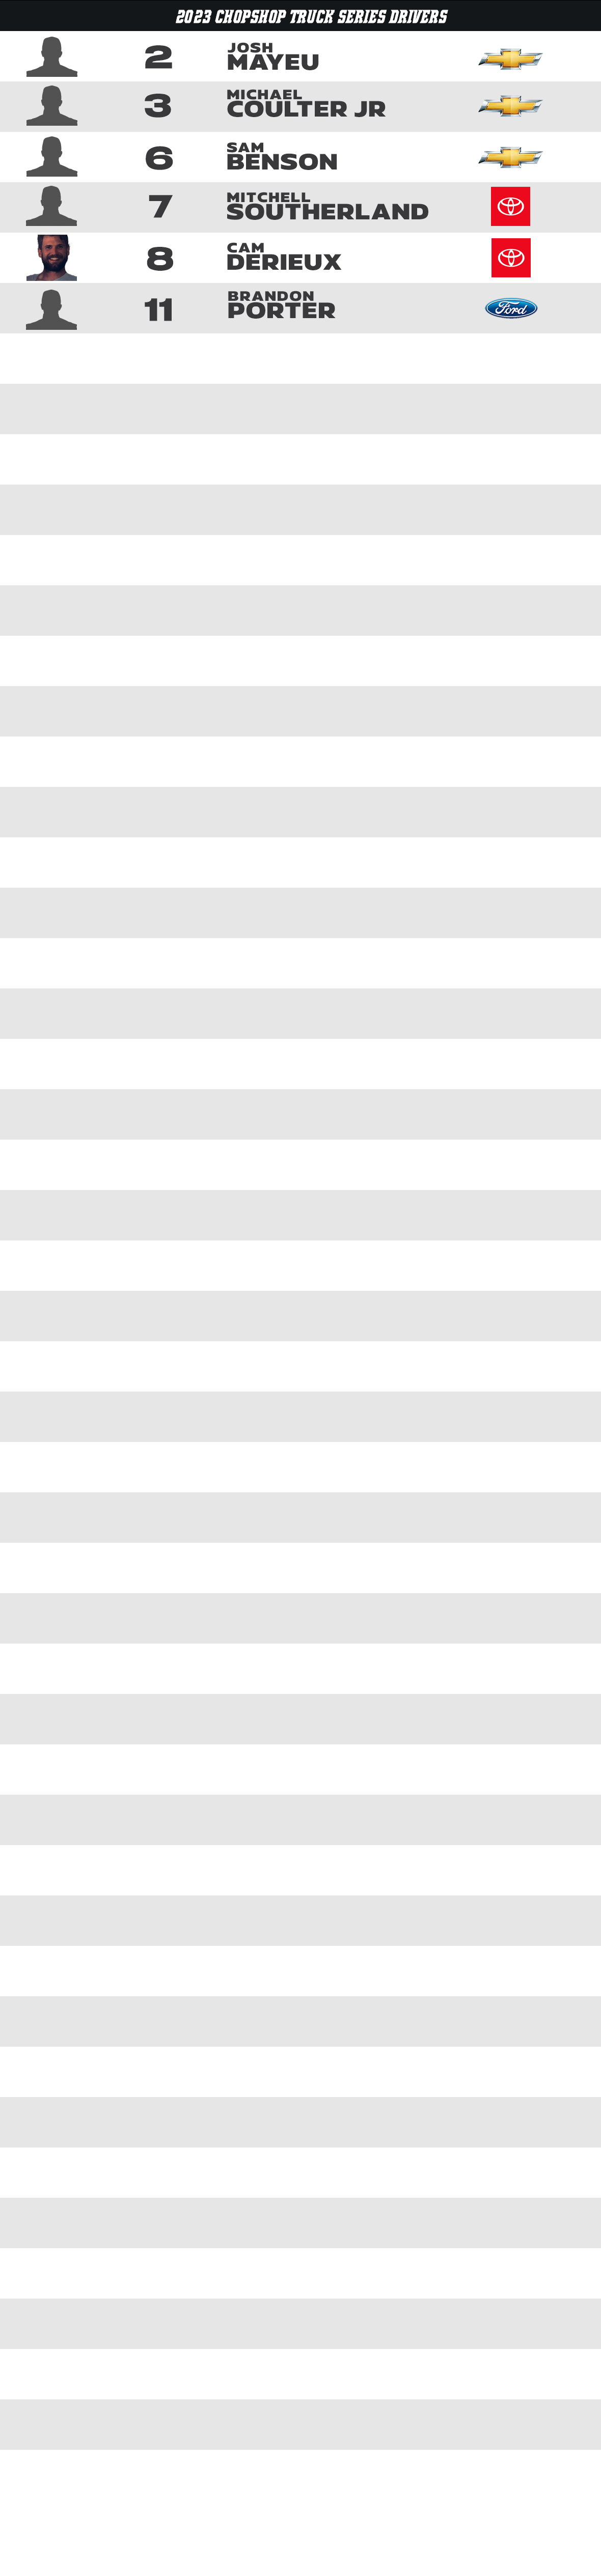 2023 CHOPSHOP TRUCK SERIES DRIVERS
2 JOSH
MAYEU
3 MICHAEL
COULTER JR
6 SAM
BENSON
7 MITCHELL
SOUTHERLAND
8 CAM
DERIEUX
11 BRANDON
PORTER
Ford